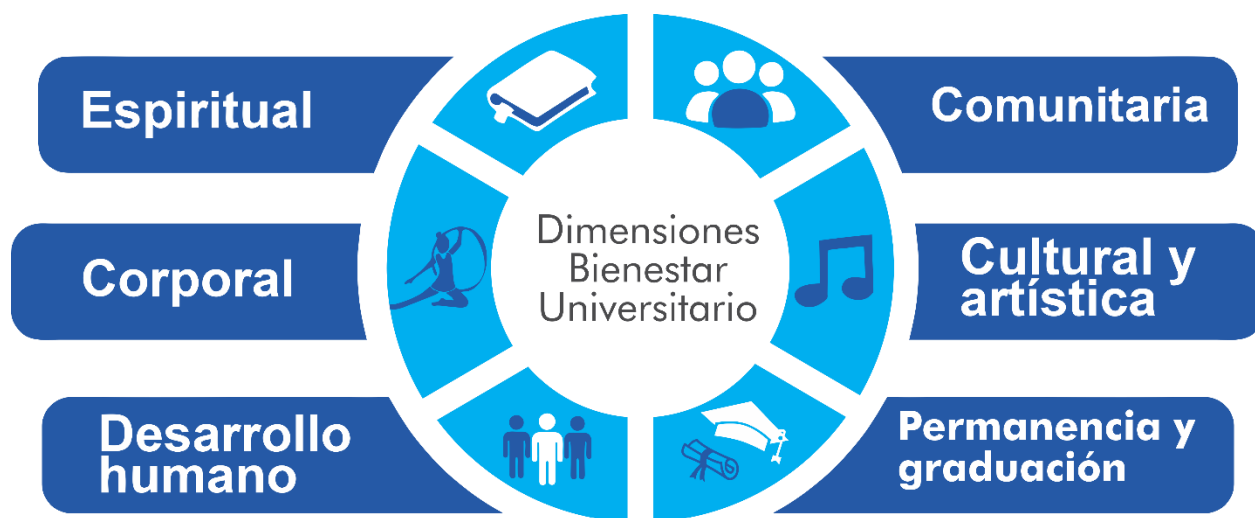 Espiritual
Comunitaria
Corporal
Dimensiones
Bienestar
Universitario
Cultural y
artística
Desarrollo
humano
Permanencia y
graduación